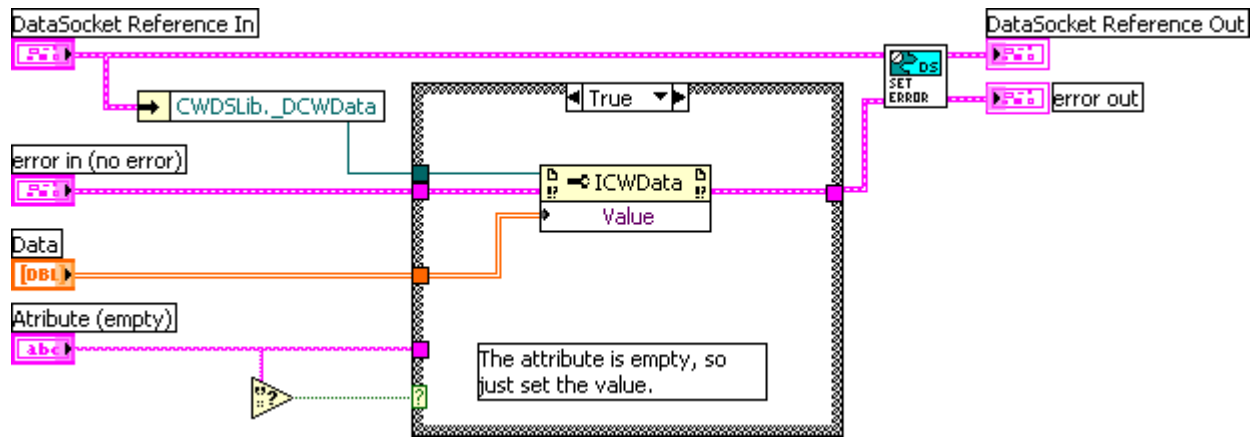 DataSocket Reference In
DataSocket Reference Out
DS
SET
ERROR
True
CWDSLib._DCWData
error out
error in (no error)
ICWData
Value
Data
[DBL]
Atribute (empty)
abc
The attribute is empty, so
just set the value.
?
"?